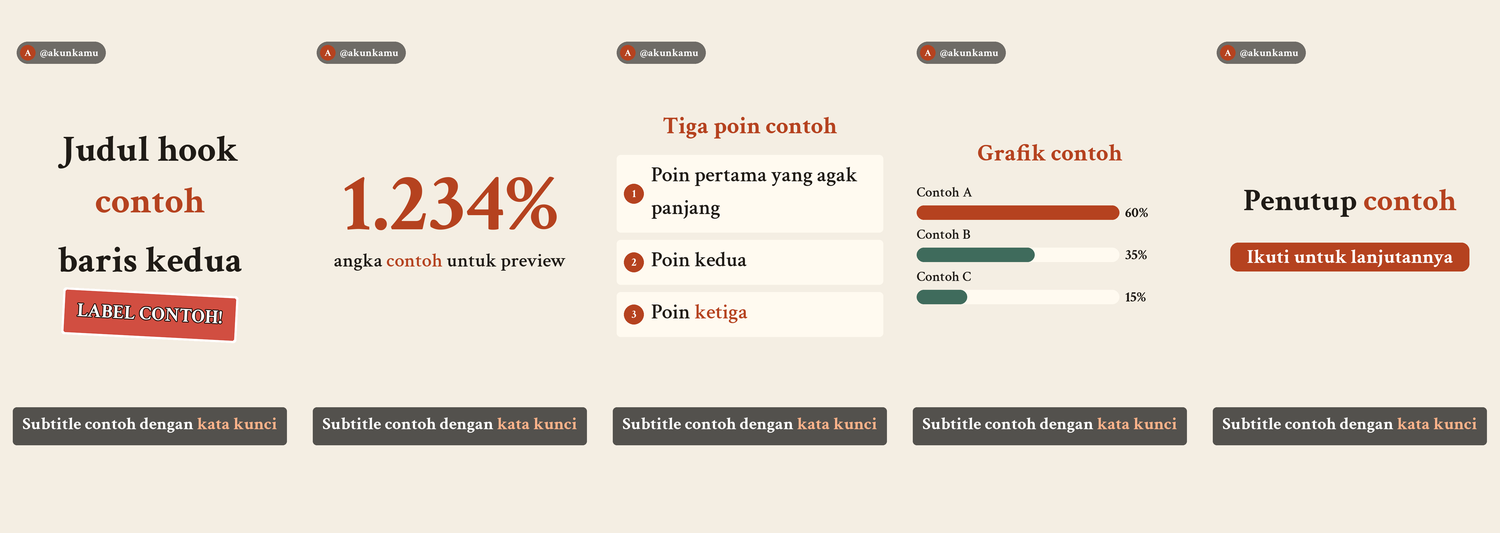 A @akunkamu
Judul hook
contoh
baris kedua
LABEL CONTOH!
Subtitle contoh dengan kata kunci
A @akunkamu
1.234%
angka contoh untuk preview
Subtitle contoh dengan kata kunci
A @akunkamu
Tiga poin contoh
1 Poin pertama yang agak
panjang
2 Poin kedua
3 Poin ketiga
Subtitle contoh dengan kata kunci
A @akunkamu
Grafik contoh
Contoh A
60%
Contoh B
35%
Contoh C
15%
Subtitle contoh dengan kata kunci
A @akunkamu
Penutup contoh
Ikuti untuk lanjutannya
Subtitle contoh dengan kata kunci